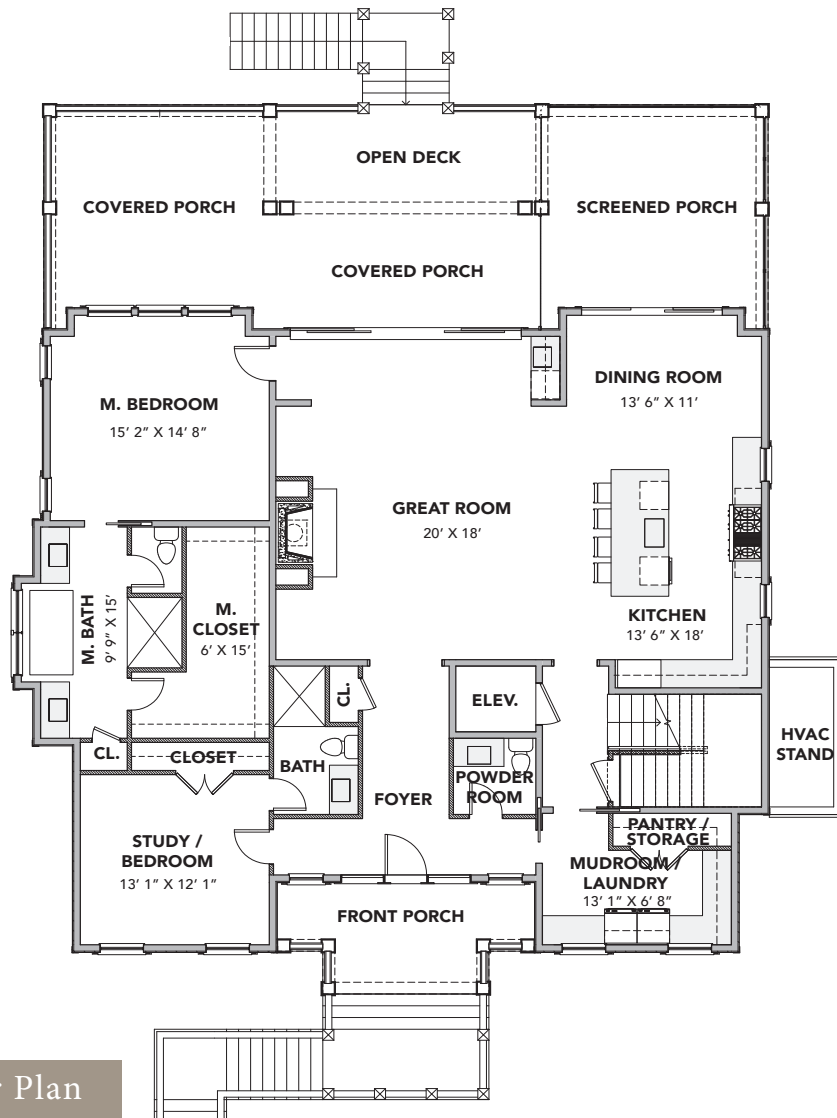 OPEN DECK
COVERED PORCH
SCREENED PORCH
COVERED PORCH
M. BEDROOM
15' 2" X 14' 8"
DINING ROOM
13' 6" X 11'
GREAT ROOM
20' X 18'
M. BATH
9' 9" X 15'
M.
CLOSET
6' X 15'
KITCHEN
13' 6" X 18'
CL.
ELEV.
HVAC
STAND
CL.
CLOSET
BATH
FOYER
POWDER
ROOM
STUDY /
BEDROOM
13' 1" X 12' 1"
PANTRY /
STORAGE
MUDROOM /
LAUNDRY
13' 1" X 6' 8"
FRONT PORCH
Plan